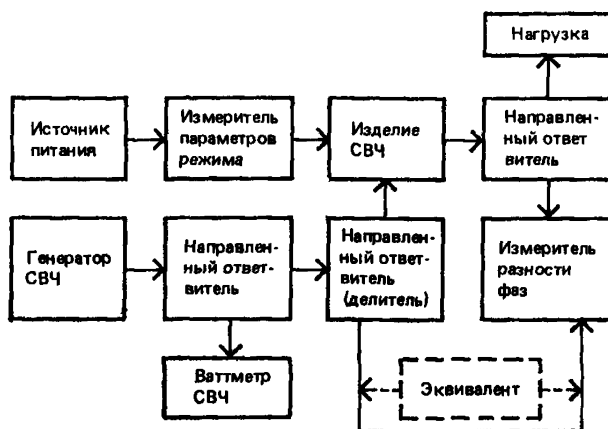 Нагрузка
Источник
питания
Измеритель
параметров
режима
Изделие
СВЧ
Направлен-
ный ответ
витель
Генератор
СВЧ
Направлен-
ный ответ-
витель
Направлен-
ный ответ-
витель
(делитель)
Измеритель
разности
фаз
Ваттметр
СВЧ
Эквивалент